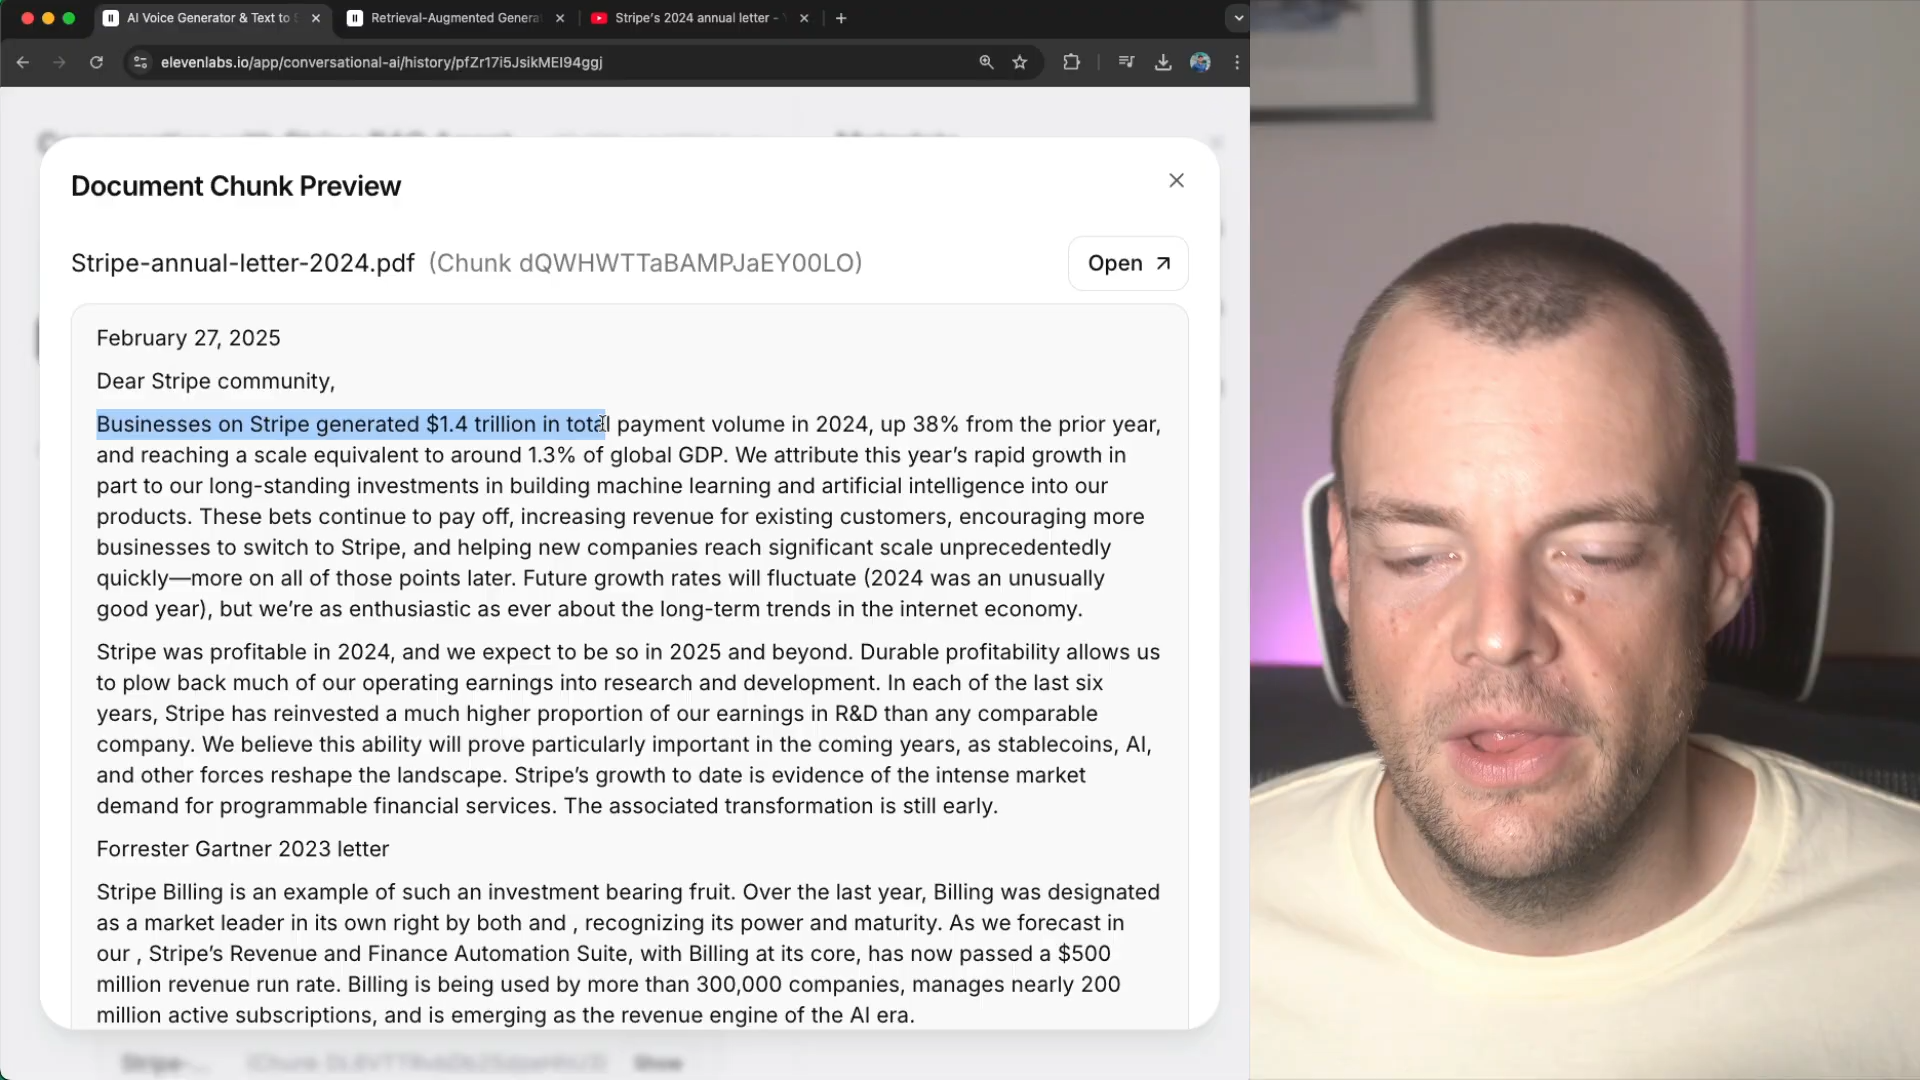 AI Voice Generator & Text to S
Retrieval-Augmented Genera
Stripe's 2024 annual letter -
elevenlabs.io/app/conversational-ai/history/pfZr17i5JsikMEI94ggj
Document Chunk Preview
Stripe-annual-letter-2024.pdf (Chunk dQWHWTTaBAMPJaEY00LO)
Open
February 27, 2025
Dear Stripe community,
Businesses on Stripe generated $1.4 trillion in total payment volume in 2024, up 38% from the prior year,
and reaching a scale equivalent to around 1.3% of global GDP. We attribute this year’s rapid growth in
part to our long-standing investments in building machine learning and artificial intelligence into our
products. These bets continue to pay off, increasing revenue for existing customers, encouraging more
businesses to switch to Stripe, and helping new companies reach significant scale unprecedentedly
quickly—more on all of those points later. Future growth rates will fluctuate (2024 was an unusually
good year), but we’re as enthusiastic as ever about the long-term trends in the internet economy.
Stripe was profitable in 2024, and we expect to be so in 2025 and beyond. Durable profitability allows us
to plow back much of our operating earnings into research and development. In each of the last six
years, Stripe has reinvested a much higher proportion of our earnings in R&D than any comparable
company. We believe this ability will prove particularly important in the coming years, as stablecoins, AI,
and other forces reshape the landscape. Stripe’s growth to date is evidence of the intense market
demand for programmable financial services. The associated transformation is still early.
Forrester Gartner 2023 letter
Stripe Billing is an example of such an investment bearing fruit. Over the last year, Billing was designated
as a market leader in its own right by both and , recognizing its power and maturity. As we forecast in
our , Stripe’s Revenue and Finance Automation Suite, with Billing at its core, has now passed a $500
million revenue run rate. Billing is being used by more than 300,000 companies, manages nearly 200
million active subscriptions, and is emerging as the revenue engine of the AI era.
Stripe-...
Show